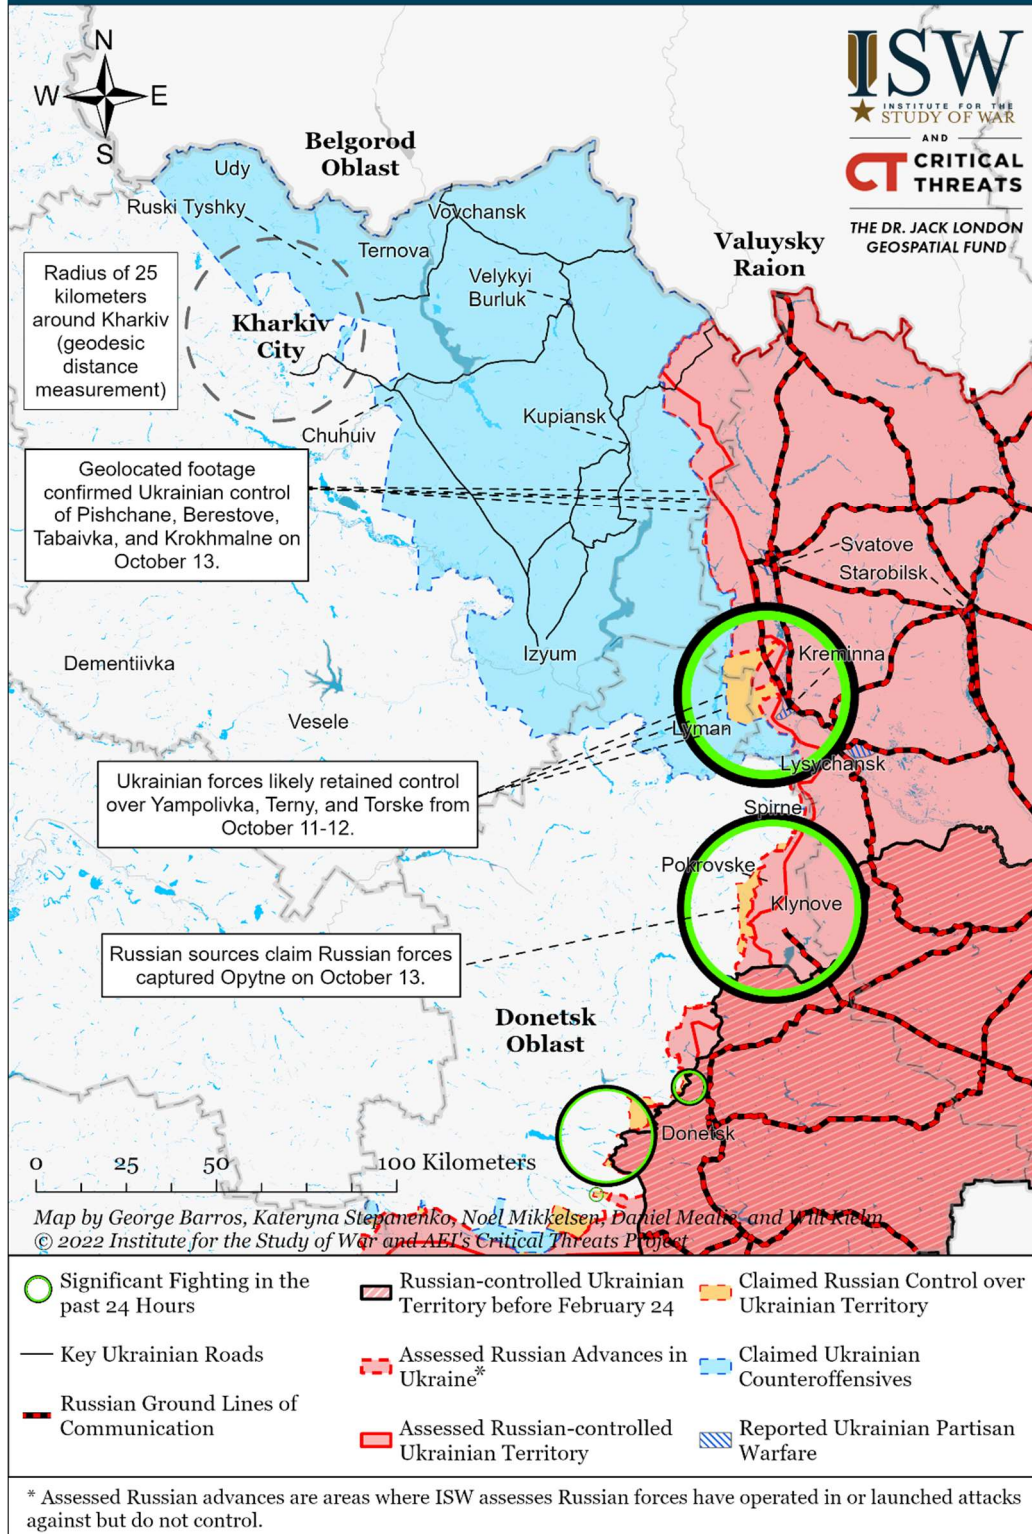 N
W
E
S
ISW
INSTITUTE FOR THE
STUDY OF WAR
AND
CT CRITICAL
THREATS
THE DR. JACK LONDON
GEOSPATIAL FUND
Belgorod
Oblast
Udy
Ruski Tyshky
Vovchansk
Ternova
Velykyi
Burluk
Valuysky
Raion
Radius of 25
kilometers
around Kharkiv
(geodesic
distance
measurement)
Kharkiv
City
Chuhuiv
Kupiansk
Geolocated footage
confirmed Ukrainian control
of Pishchane, Berestove,
Tabaivka, and Krokhmalne on
October 13.
Svatove
Starobilsk
Izyum
Kreminna
Dementiivka
Vesele
Lyman
Lysychansk
Ukrainian forces likely retained control
over Yampolivka, Terny, and Torske from
October 11-12.
Spirne
Pokrovske
Klynove
Russian sources claim Russian forces
captured Opytne on October 13.
Donetsk
Oblast
Donetsk
0 25 50 100 Kilometers
Map by George Barros, Kateryna Stepanenko, Noel Mikkelsen, Daniel Mealie, and Will Kielm
© 2022 Institute for the Study of War and AEI's Critical Threats Project
Significant Fighting in the
past 24 Hours
Key Ukrainian Roads
Russian Ground Lines of
Communication
Russian-controlled Ukrainian
Territory before February 24
Assessed Russian Advances in
Ukraine*
Assessed Russian-controlled
Ukrainian Territory
Claimed Russian Control over
Ukrainian Territory
Claimed Ukrainian
Counteroffensives
Reported Ukrainian Partisan
Warfare
* Assessed Russian advances are areas where ISW assesses Russian forces have operated in or launched attacks
against but do not control.